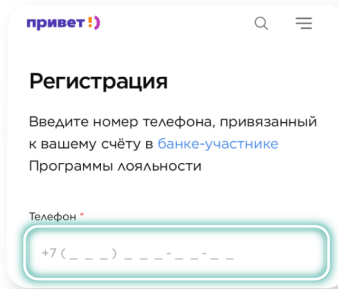 привет!)
Регистрация
Введите номер телефона, привязанный
к вашему счёту в банке-участнике
Программы лояльности
Телефон *
+7 ( _ _ _ ) _ _ _ - _ _ - _ _